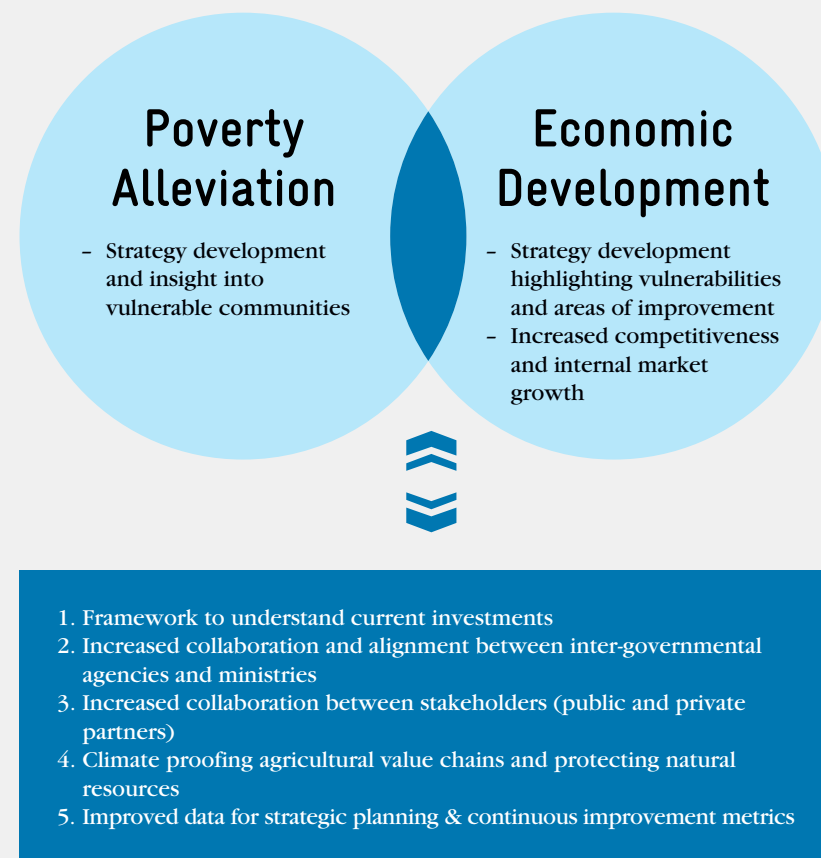 Poverty
Alleviation
– Strategy development
and insight into
vulnerable communities
Economic
Development
– Strategy development
highlighting vulnerabilities
and areas of improvement
– Increased competitiveness
and internal market
growth
1. Framework to understand current investments
2. Increased collaboration and alignment between inter-governmental
agencies and ministries
3. Increased collaboration between stakeholders (public and private
partners)
4. Climate proofing agricultural value chains and protecting natural
resources
5. Improved data for strategic planning & continuous improvement metrics